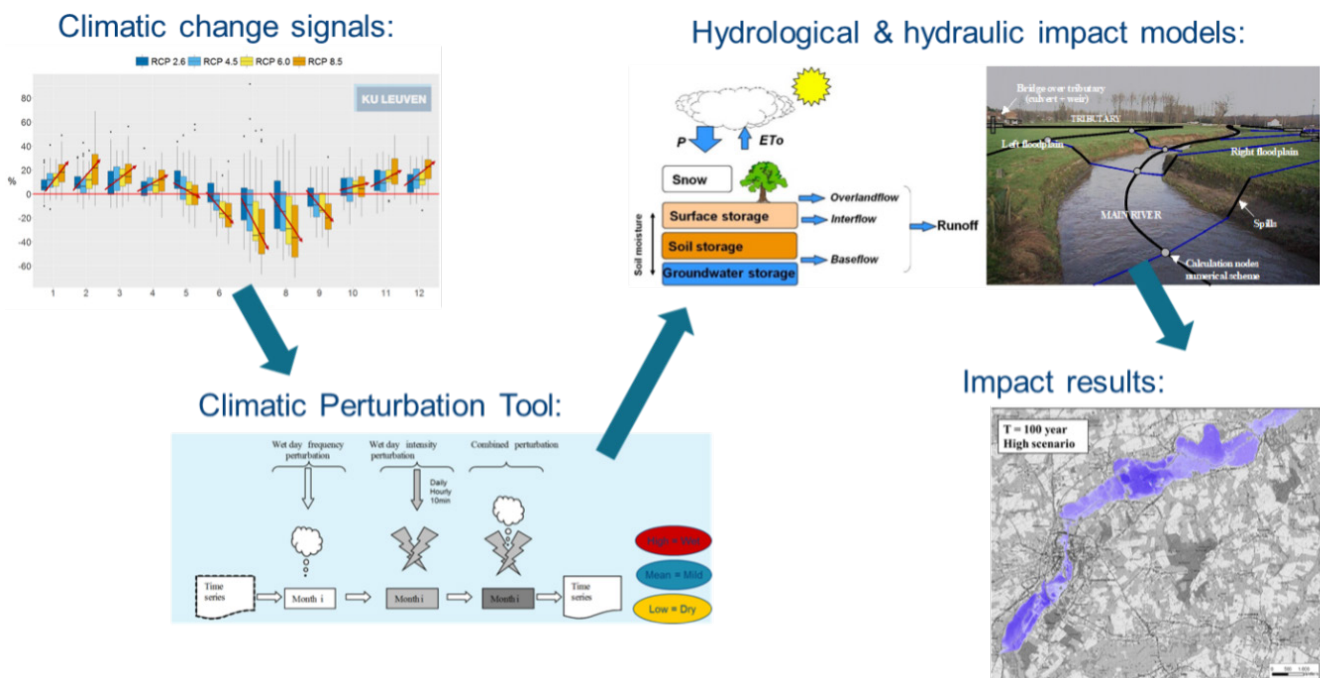 Climatic change signals:
RCP 2.6 RCP 4.5 RCP 6.0 RCP 8.5
KU LEUVEN
80
60
40
20
0
-20
-40
-60
%
1 2 3 4 5 6 7 8 9 10 11 12
Climatic Perturbation Tool:
Wet day frequency
perturbation
Wet day intensity
perturbation
Combined perturbation
Daily
Hourly
10min
Time
series
Month i
Month i
Month i
Time
series
High = Wet
Mean = Mild
Low = Dry
Hydrological & hydraulic impact models:
P
ETo
Snow
Surface storage
Soil storage
Groundwater storage
Soil moisture
Overlandflow
Interflow
Baseflow
Runoff
Bridge over tributary
(culvert + weir)
TRIBUTARY
Left floodplain
Right floodplain
MAIN RIVER
Spills
Calculation nodes
numerical scheme
Impact results:
T = 100 year
High scenario